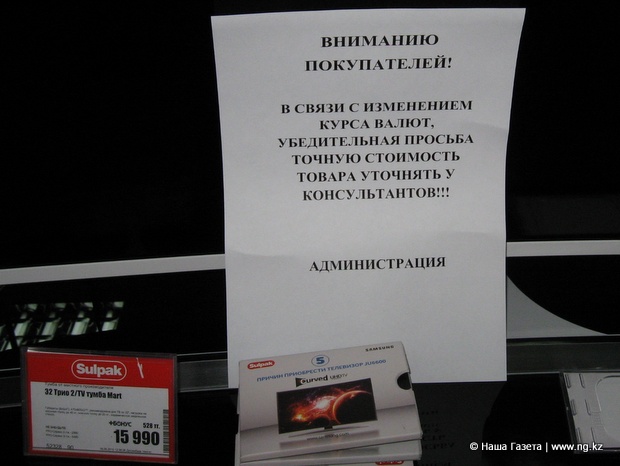 ВНИМАНИЮ
ПОКУПАТЕЛЕЙ!
В СВЯЗИ С ИЗМЕНЕНИЕМ
КУРСА ВАЛЮТ,
УБЕДИТЕЛЬНАЯ ПРОСЬБА
ТОЧНУЮ СТОИМОСТЬ
ТОВАРА УТОЧНЯТЬ У
КОНСУЛЬТАНТОВ!!!
АДМИНИСТРАЦИЯ
Sulpak
32 Трио 2/TV тумба Mart
+БОНУС 528 тг.
15 990
SAMSUNG
Sulpak
5
ПРИЧИН ПРИОБРЕСТИ ТЕЛЕВИЗОР
Curved UHD TV
© Наша Газета | www.ng.kz